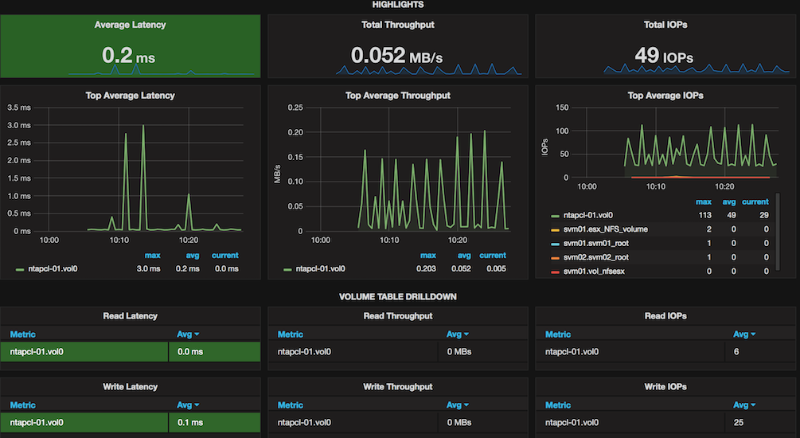 HIGHLIGHTS
Average Latency
0.2 ms
Total Throughput
0.052 MB/s
Total IOPs
49 IOPs
Top Average Latency
3.5 ms
3.0 ms
2.5 ms
2.0 ms
1.5 ms
1.0 ms
0.5 ms
0 ms
10:00 10:10 10:20
max avg current
ntapcl-01.vol0 3.0 ms 0.2 ms 0.0 ms
Top Average Throughput
MB/s
0.25
0.20
0.15
0.10
0.05
0
10:00 10:10 10:20
max avg current
ntapcl-01.vol0 0.203 0.052 0.005
Top Average IOPs
IOPs
150
100
50
0
10:00 10:10 10:20
max avg current
ntapcl-01.vol0 113 49 29
svm01.esx_NFS_volume 2 0 0
svm01.svm01_root 1 0 0
svm02.svm02_root 1 0 0
svm01.vol_nfsesx 0 0 0
VOLUME TABLE DRILLDOWN
Read Latency
Metric Avg
ntapcl-01.vol0 0.0 ms
Read Throughput
Metric Avg
ntapcl-01.vol0 0 MBs
Read IOPs
Metric Avg
ntapcl-01.vol0 6
Write Latency
Metric Avg
ntapcl-01.vol0 0.1 ms
Write Throughput
Metric Avg
ntapcl-01.vol0 0 MBs
Write IOPs
Metric Avg
ntapcl-01.vol0 25